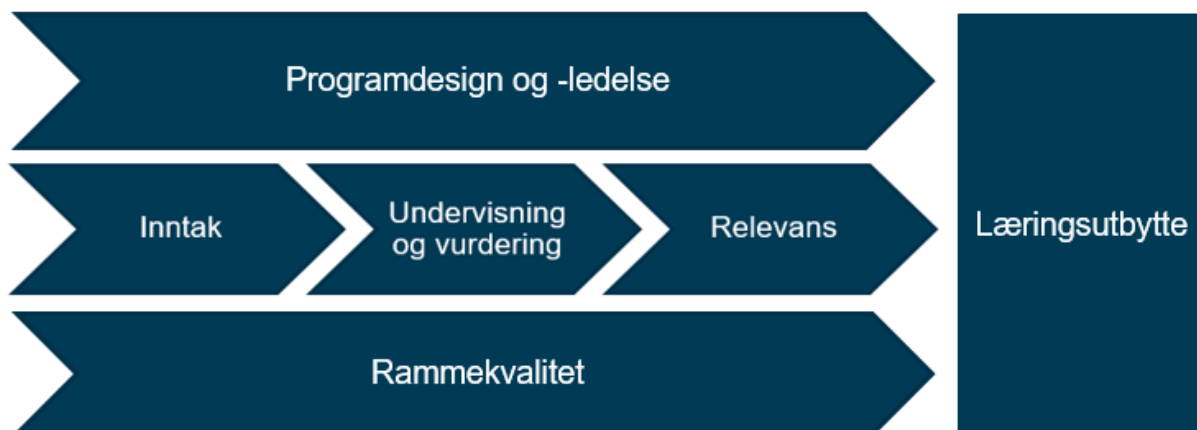 Programdesign og -ledelse
Inntak
Undervisning
og vurdering
Relevans
Læringsutbytte
Rammekvalitet